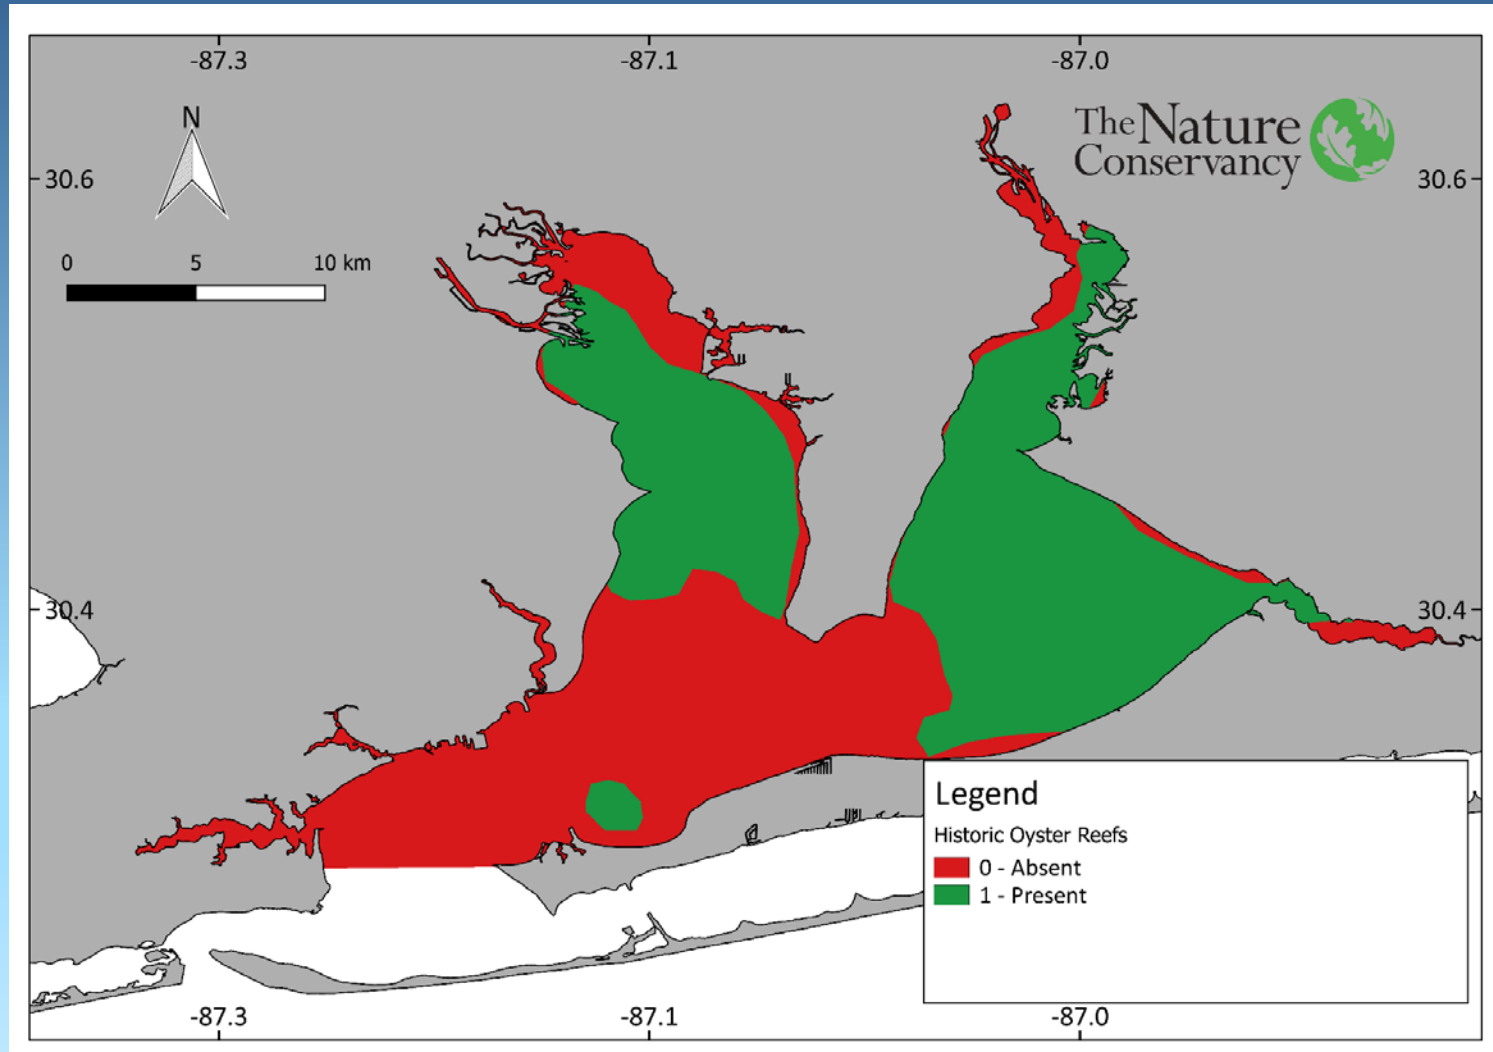 -87.3
-87.1
-87.0
N
The Nature
Conservancy
30.6
30.6
0 5 10 km
30.4
30.4
Legend
Historic Oyster Reefs
0 - Absent
1 - Present
-87.3
-87.1
-87.0